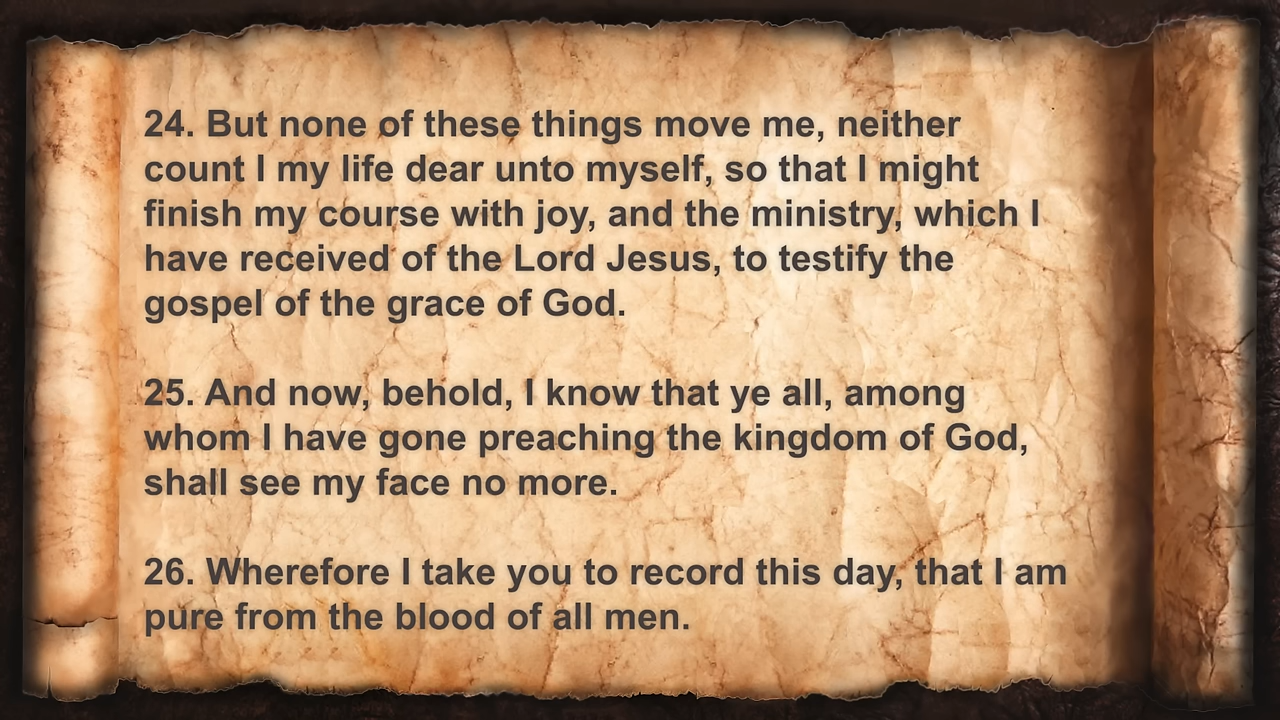 24. But none of these things move me, neither
count I my life dear unto myself, so that I might
finish my course with joy, and the ministry, which I
have received of the Lord Jesus, to testify the
gospel of the grace of God.
25. And now, behold, I know that ye all, among
whom I have gone preaching the kingdom of God,
shall see my face no more.
26. Wherefore I take you to record this day, that I am
pure from the blood of all men.